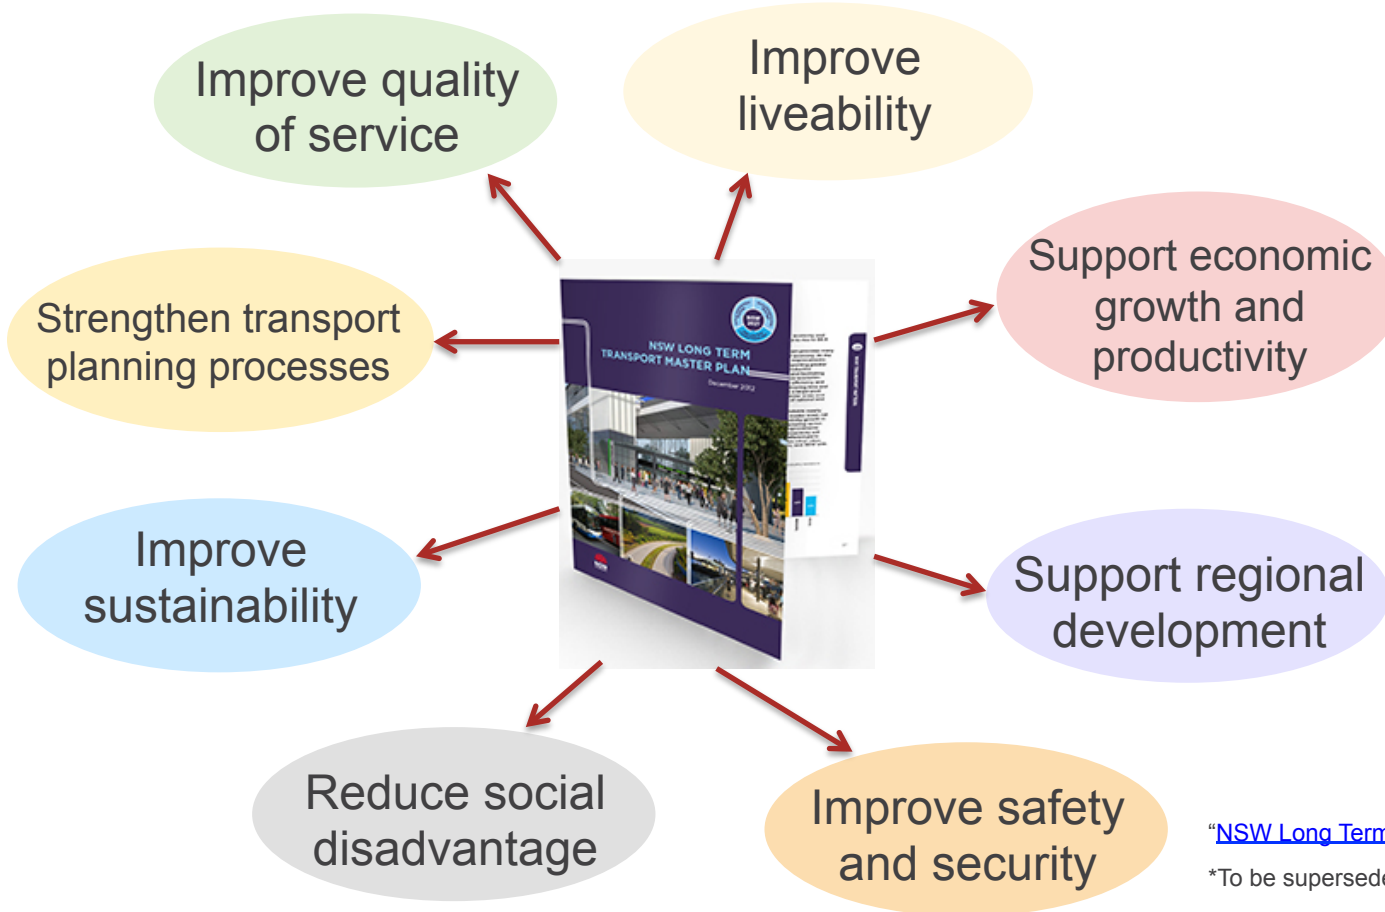 Improve quality
of service
Improve
liveability
Support economic
growth and
productivity
Strengthen transport
planning processes
NSW LONG TERM
TRANSPORT MASTER PLAN
December 2012
Improve
sustainability
Support regional
development
Reduce social
disadvantage
Improve safety
and security
“NSW Long Term
*To be supersede